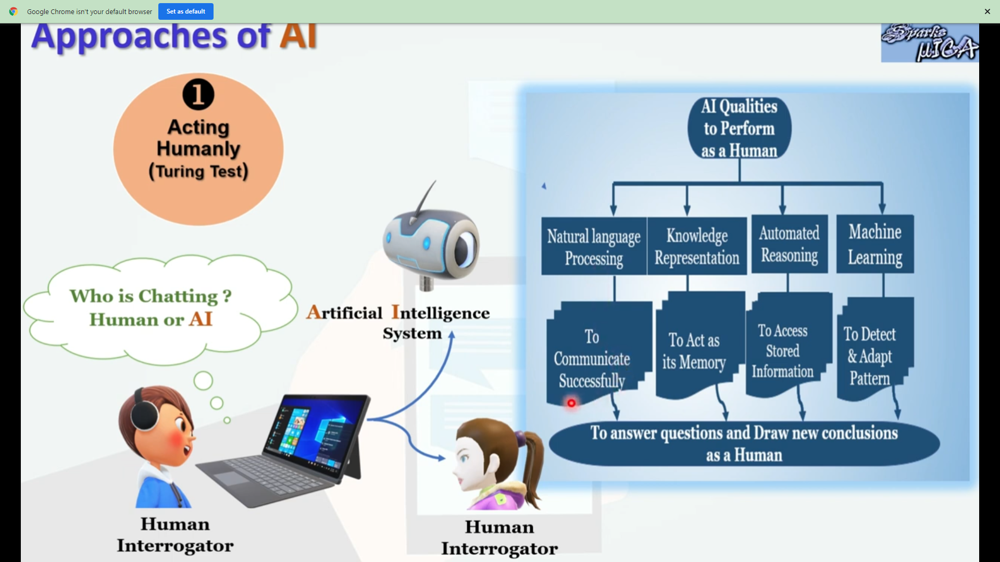 Google Chrome isn't your default browser
Set as default
Approaches of AI
Sparks
μICA
1
Acting
Humanly
(Turing Test)
Who is Chatting ?
Human or AI
Artificial Intelligence
System
Human
Interrogator
Human
Interrogator
AI Qualities
to Perform
as a Human
Natural language
Processing
Knowledge
Representation
Automated
Reasoning
Machine
Learning
To
Communicate
Successfully
To Act as
its Memory
To Access
Stored
Information
To Detect
& Adapt
Pattern
To answer questions and Draw new conclusions
as a Human